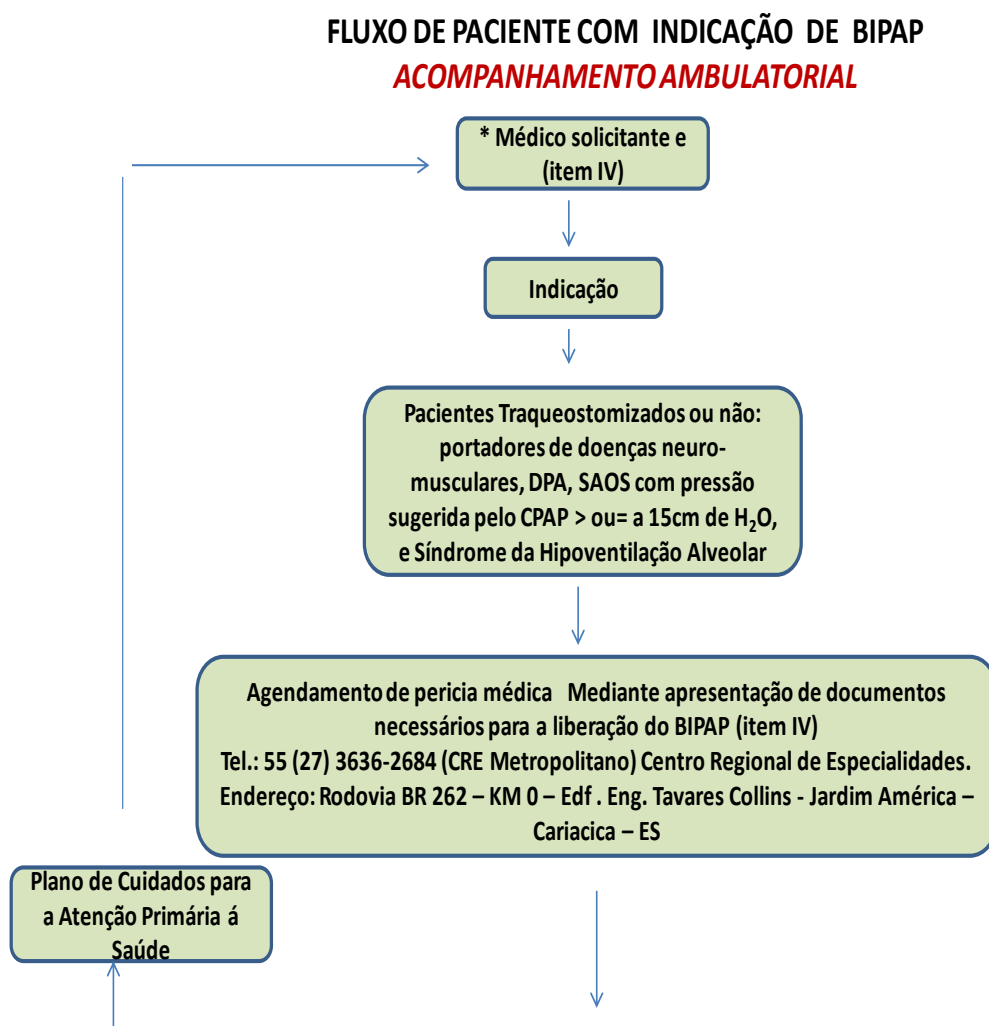 FLUXO DE PACIENTE COM INDICAÇÃO DE BIPAP
ACOMPANHAMENTO AMBULATORIAL
* Médico solicitante e
(item IV)
Indicação
Pacientes Traqueostomizados ou não:
portadores de doenças neuro-
musculares, DPA, SAOS com pressão
sugerida pelo CPAP > ou= a 15cm de H₂O,
e Síndrome da Hipoventilação Alveolar
Agendamento de pericia médica Mediante apresentação de documentos
necessários para a liberação do BIPAP (item IV)
Tel.: 55 (27) 3636-2684 (CRE Metropolitano) Centro Regional de Especialidades.
Endereço: Rodovia BR 262 – KM 0 – Edf . Eng. Tavares Collins - Jardim América –
Cariacica – ES
Plano de Cuidados para
a Atenção Primária á
Saúde